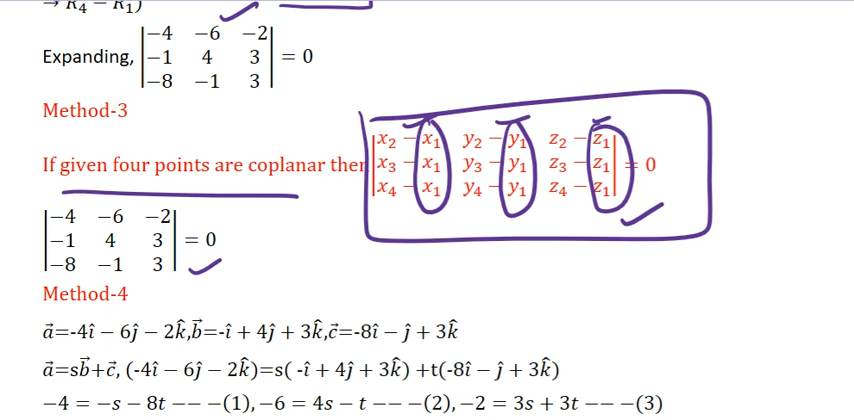 → R₄ − R₁)
Expanding, |−4 −6 −2|
|−1 4 3| = 0
|−8 −1 3|
Method-3
If given four points are coplanar then |x₂ − x₁ y₂ − y₁ z₂ − z₁|
|x₃ − x₁ y₃ − y₁ z₃ − z₁| = 0
|x₄ − x₁ y₄ − y₁ z₄ − z₁|
|−4 −6 −2|
|−1 4 3| = 0
|−8 −1 3|
Method-4
a⃗=-4î − 6ĵ − 2k̂,b⃗=-î + 4ĵ + 3k̂,c⃗=-8î − ĵ + 3k̂
a⃗=sb⃗+c⃗, (-4î − 6ĵ − 2k̂)=s( -î + 4ĵ + 3k̂) +t(-8î − ĵ + 3k̂)
−4 = −s − 8t −− −(1), −6 = 4s − t −− −(2), −2 = 3s + 3t −− −(3)